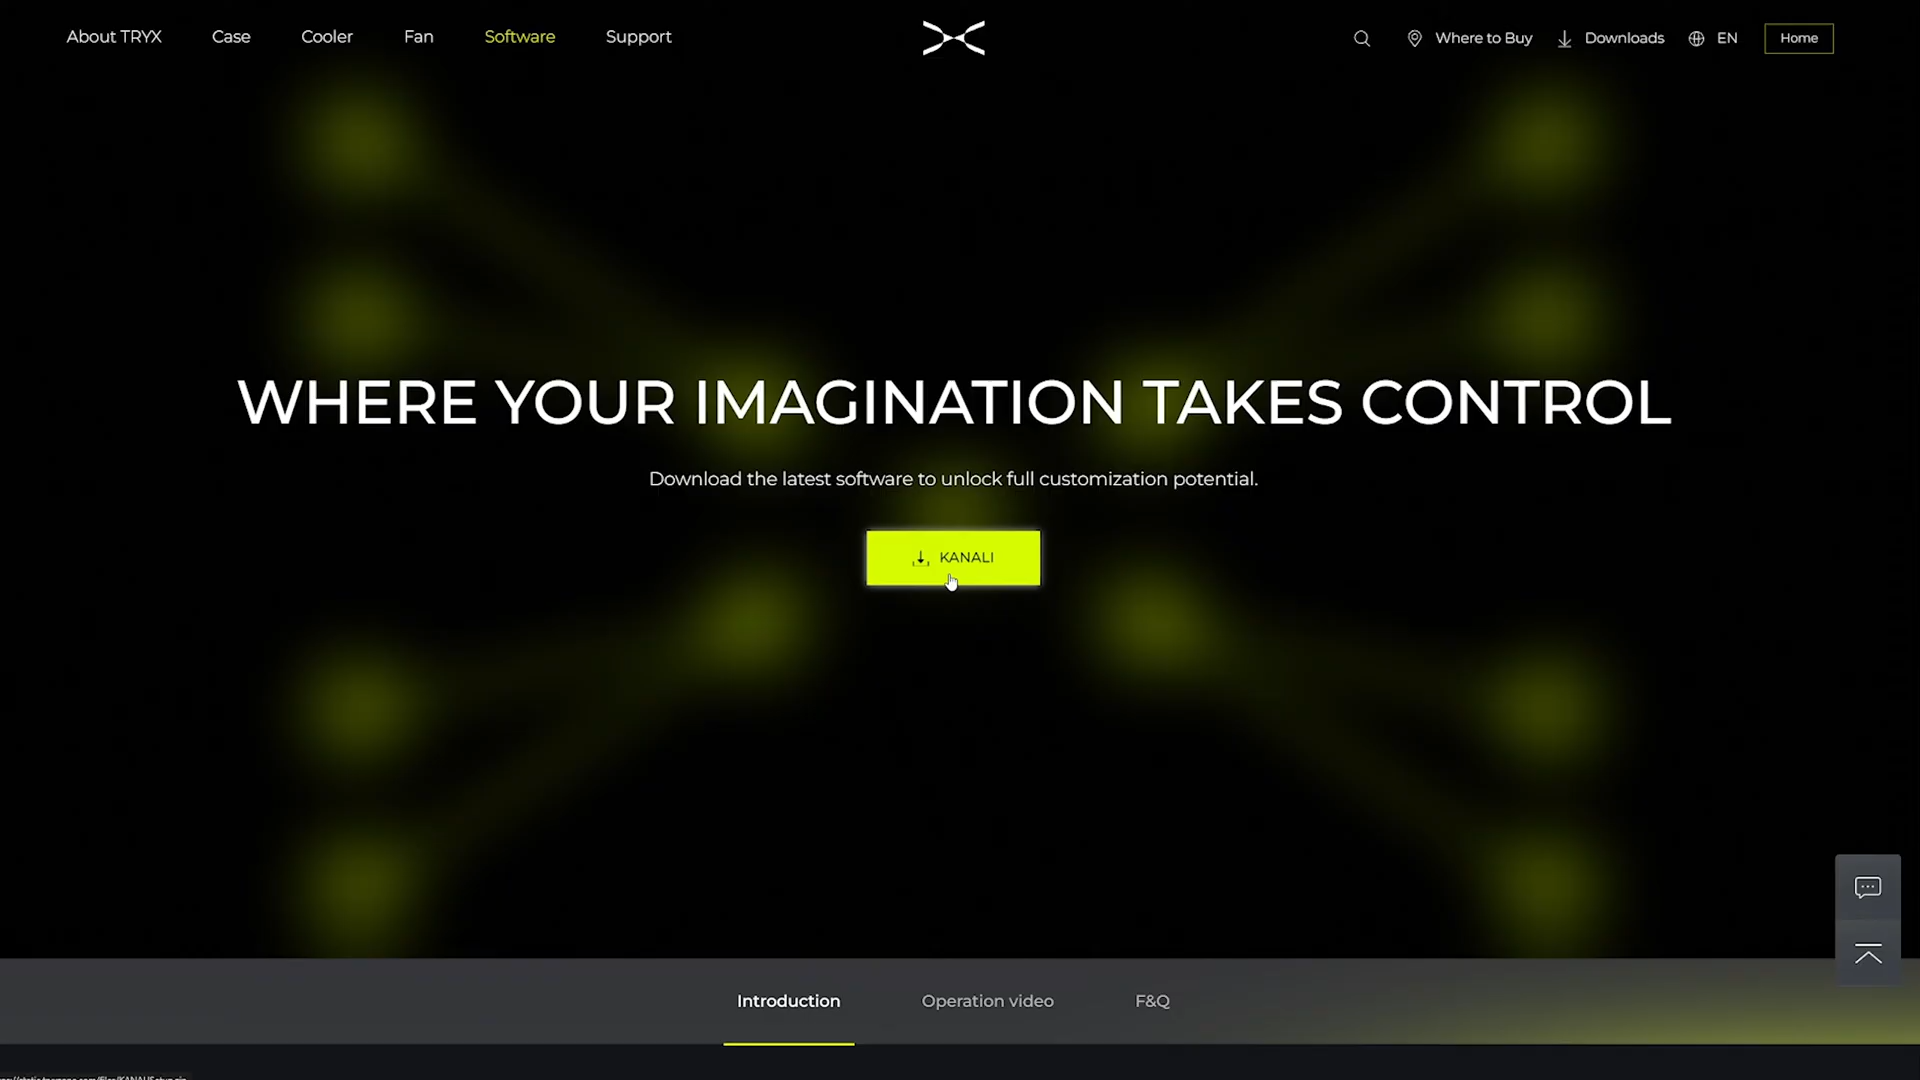 About TRYX
Case
Cooler
Fan
Software
Support
Where to Buy
Downloads
EN
Home
WHERE YOUR IMAGINATION TAKES CONTROL
Download the latest software to unlock full customization potential.
KANALI
Introduction
Operation video
F&Q